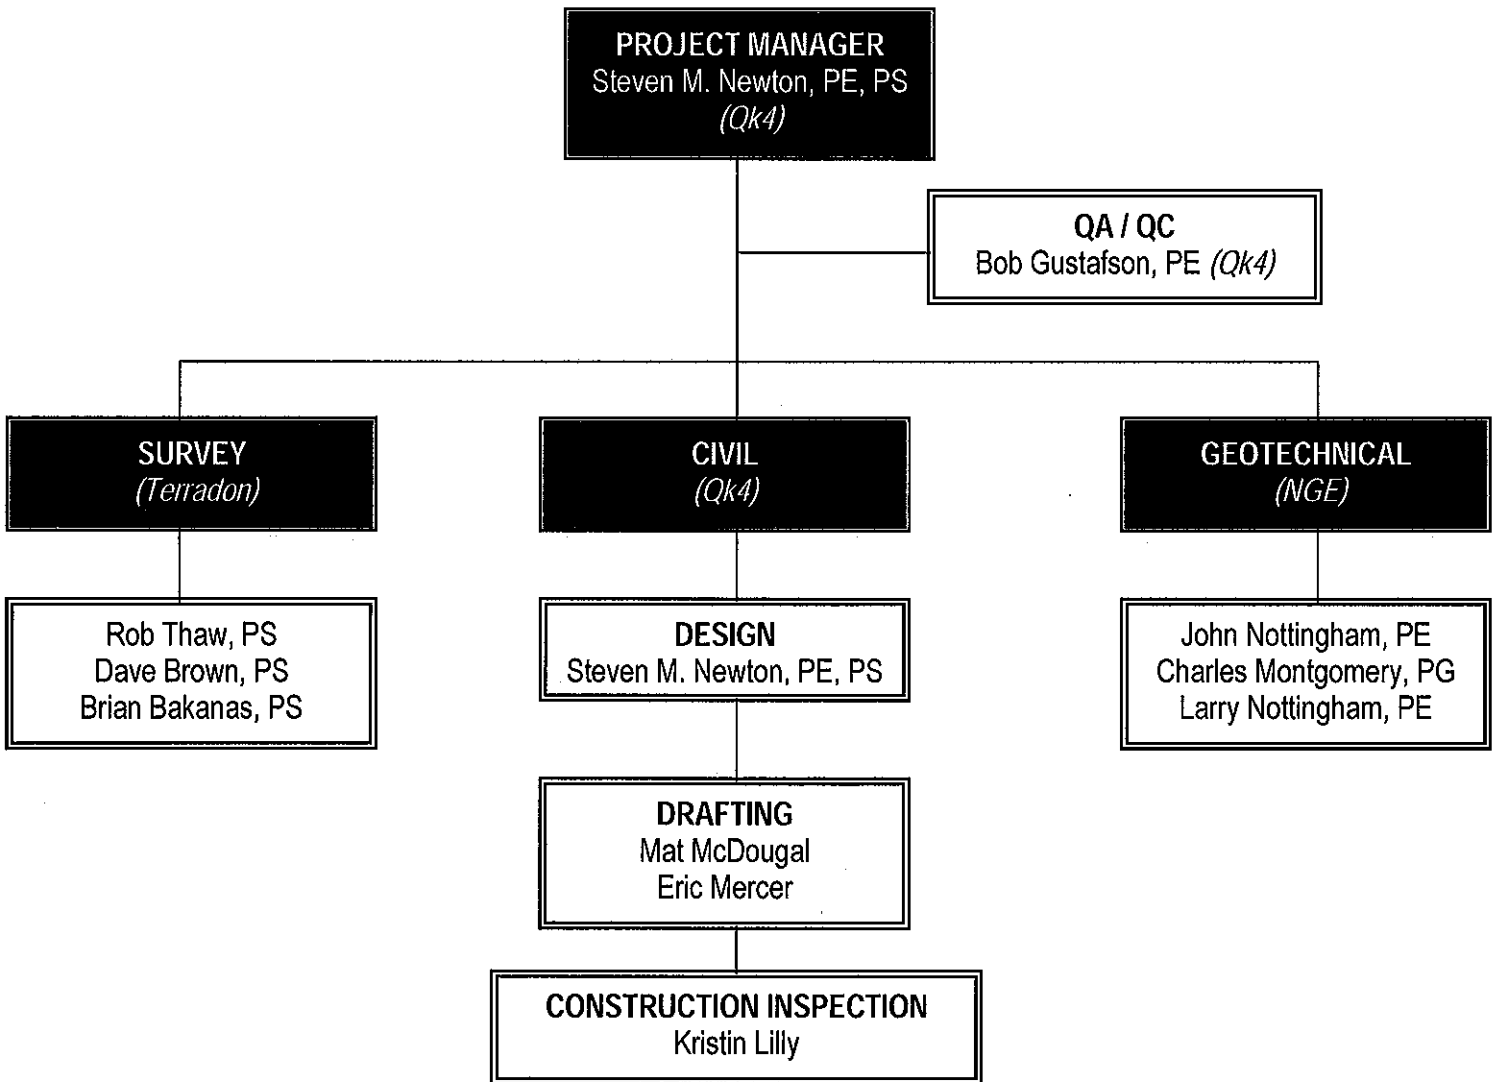 PROJECT MANAGER
Steven M. Newton, PE, PS
(Qk4)
QA / QC
Bob Gustafson, PE (Qk4)
SURVEY
(Terradon)
CIVIL
(Qk4)
GEOTECHNICAL
(NGE)
Rob Thaw, PS
Dave Brown, PS
Brian Bakanas, PS
DESIGN
Steven M. Newton, PE, PS
John Nottingham, PE
Charles Montgomery, PG
Larry Nottingham, PE
DRAFTING
Mat McDougal
Eric Mercer
CONSTRUCTION INSPECTION
Kristin Lilly